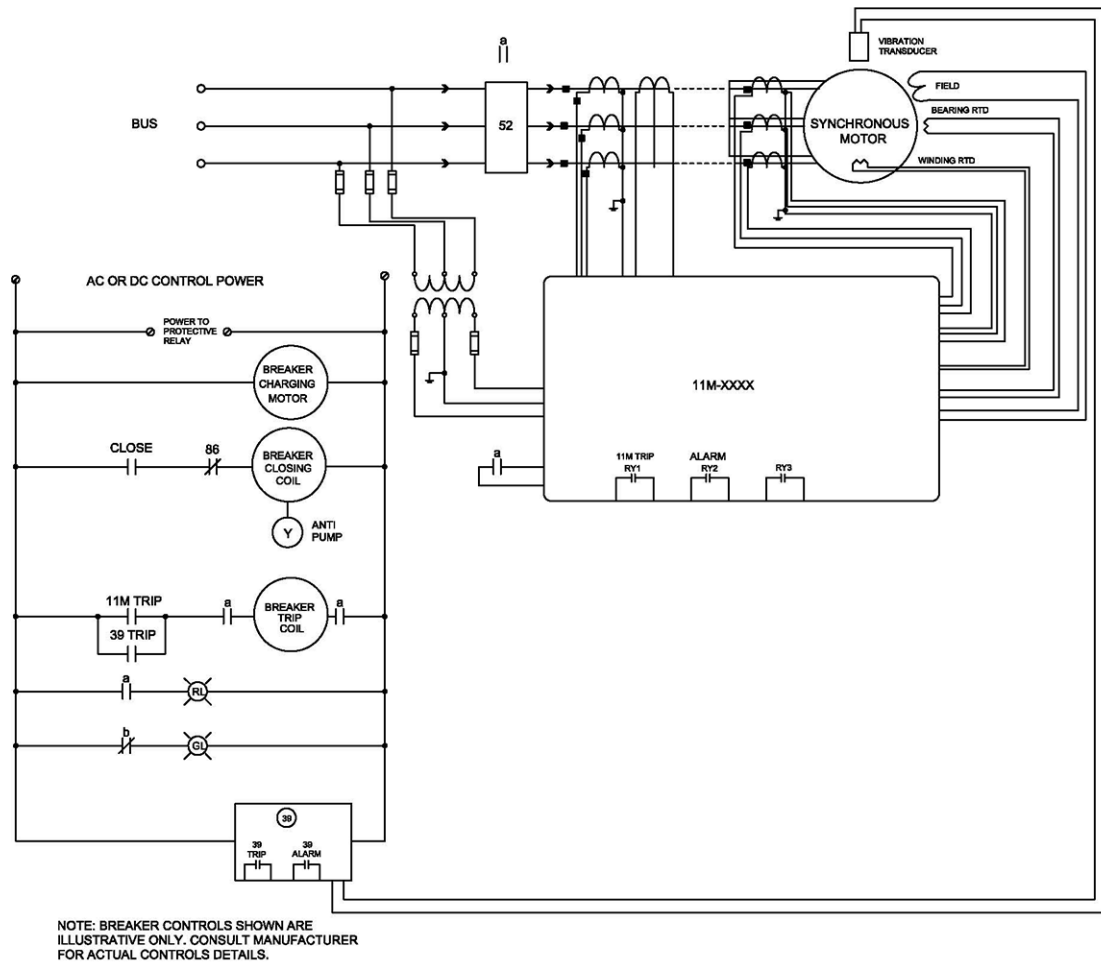 a
VIBRATION
TRANSDUCER
FIELD
BUS
52
SYNCHRONOUS
MOTOR
BEARING RTD
WINDING RTD
AC OR DC CONTROL POWER
POWER TO
PROTECTIVE
RELAY
BREAKER
CHARGING
MOTOR
11M-XXXX
CLOSE
86
BREAKER
CLOSING
COIL
a
11M TRIP
RY1
ALARM
RY2
RY3
Y
ANTI
PUMP
11M TRIP
39 TRIP
a
BREAKER
TRIP
COIL
a
a
RL
b
GL
39
39
TRIP
39
ALARM
NOTE: BREAKER CONTROLS SHOWN ARE
ILLUSTRATIVE ONLY. CONSULT MANUFACTURER
FOR ACTUAL CONTROLS DETAILS.